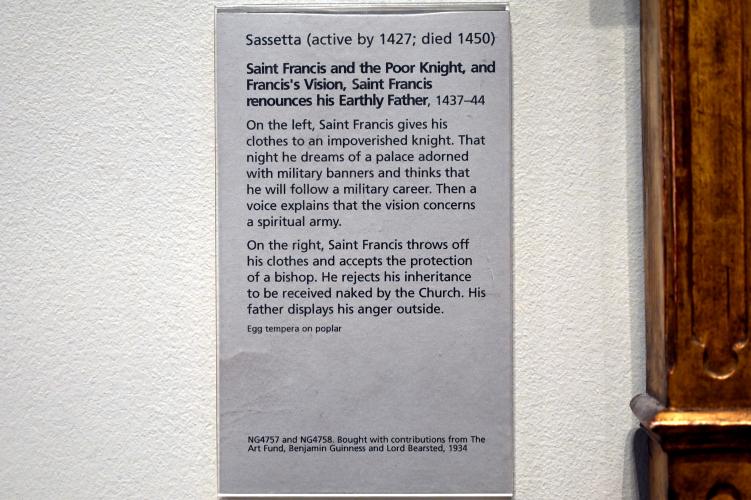 Sassetta (active by 1427; died 1450)
Saint Francis and the Poor Knight, and
Francis's Vision, Saint Francis
renounces his Earthly Father, 1437–44
On the left, Saint Francis gives his
clothes to an impoverished knight. That
night he dreams of a palace adorned
with military banners and thinks that
he will follow a military career. Then a
voice explains that the vision concerns
a spiritual army.
On the right, Saint Francis throws off
his clothes and accepts the protection
of a bishop. He rejects his inheritance
to be received naked by the Church. His
father displays his anger outside.
Egg tempera on poplar
NG4757 and NG4758. Bought with contributions from The
Art Fund, Benjamin Guinness and Lord Bearsted, 1934